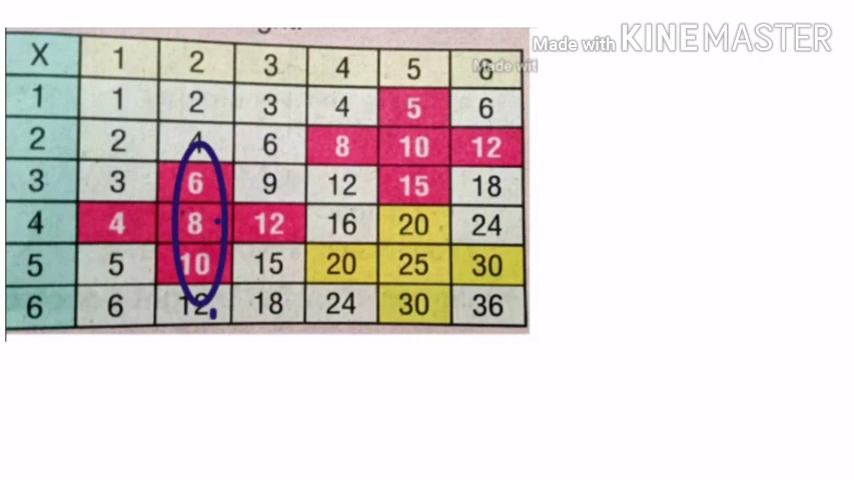 Made with KINEMASTER
X 1 2 3 4 5 6
1 1 2 3 4 5 6
2 2 4 6 8 10 12
3 3 6 9 12 15 18
4 4 8 12 16 20 24
5 5 10 15 20 25 30
6 6 12 18 24 30 36